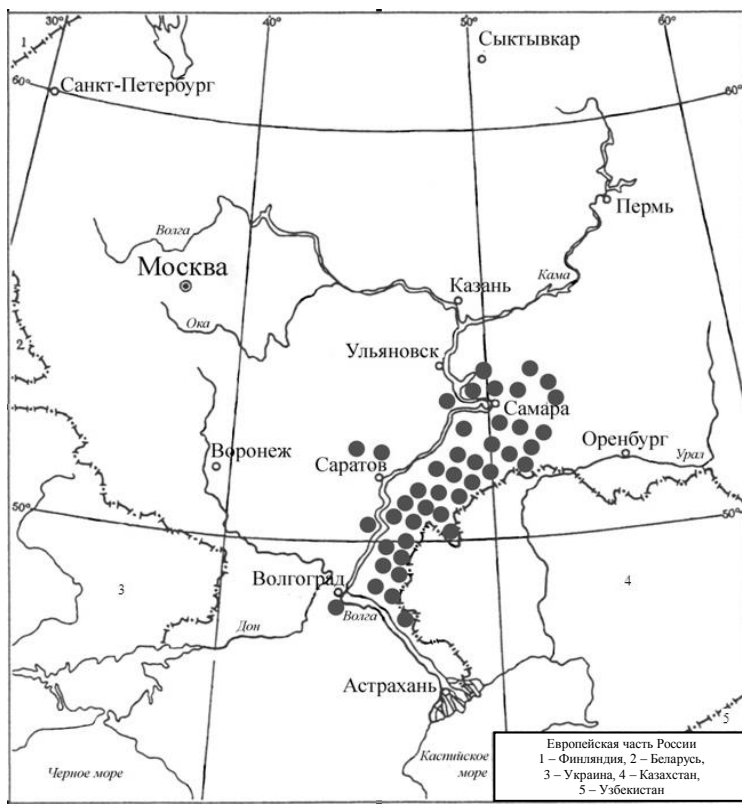 30°
40°
50°
60°
1
Сыктывкар
60°
Санкт-Петербург
60°
Пермь
Волга
Москва
Казань
Кама
Ока
Ульяновск
2
Самара
Воронеж
Оренбург
Саратов
Урал
50°
50°
3
Волгоград
4
Волга
Дон
Астрахань
5
Черное море
Каспийское
море
Европейская часть России
1 – Финляндия, 2 – Беларусь,
3 – Украина, 4 – Казахстан,
5 – Узбекистан